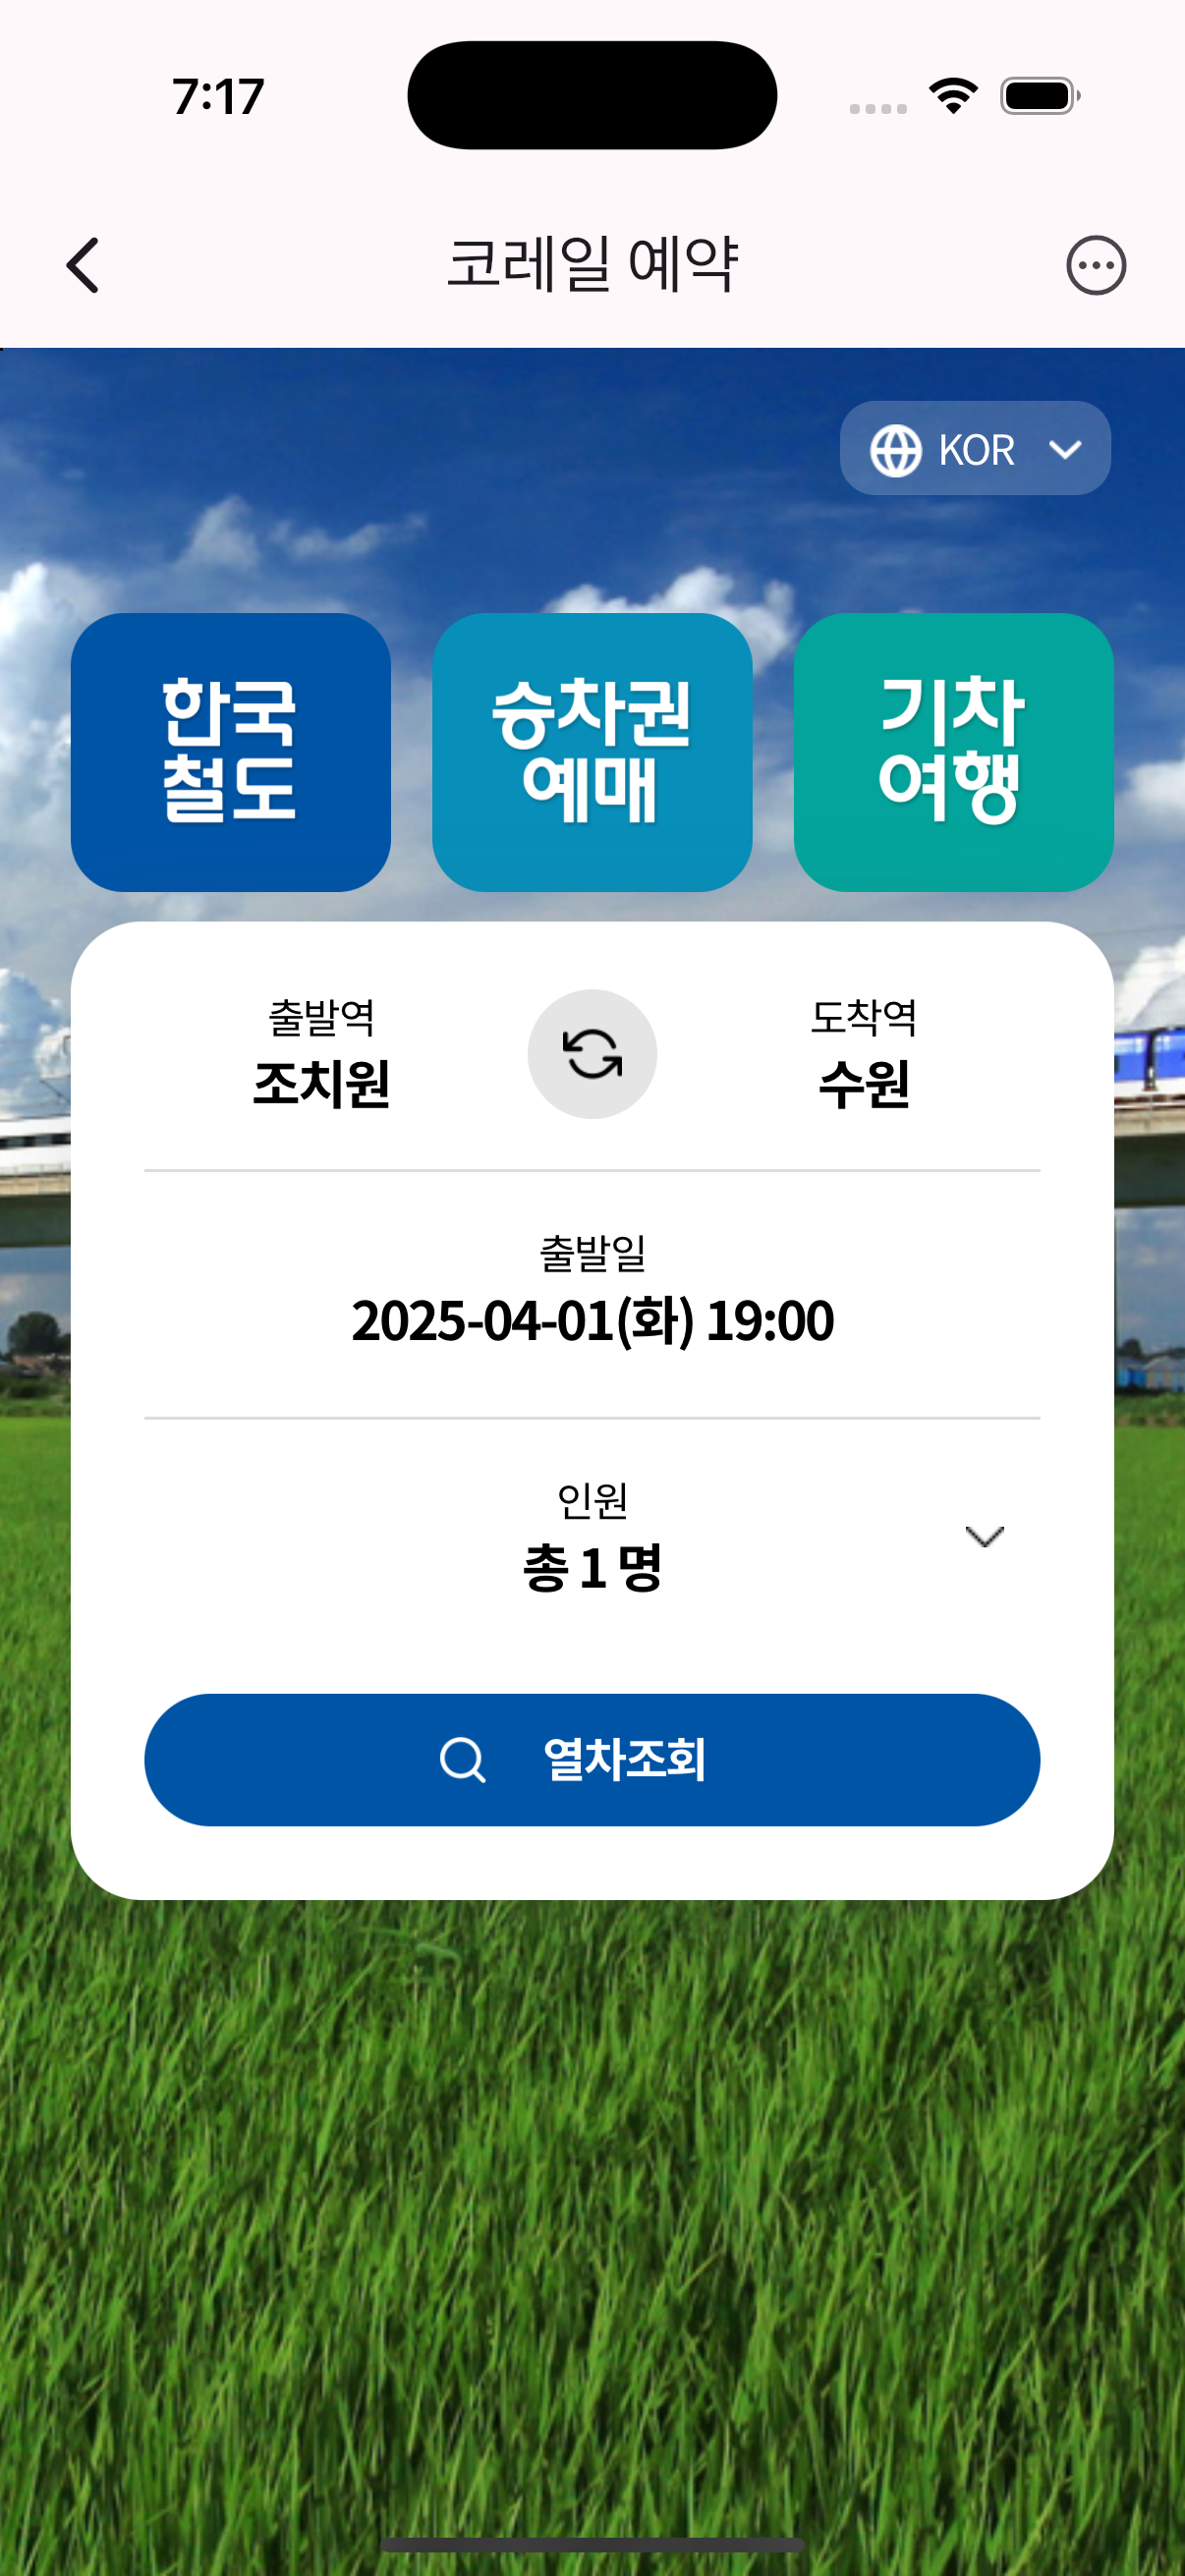 7:17
코레일 예약
KOR
한국
철도
승차권
예매
기차
여행
출발역
조치원
도착역
수원
출발일
2025-04-01(화) 19:00
인원
총 1 명
열차조회